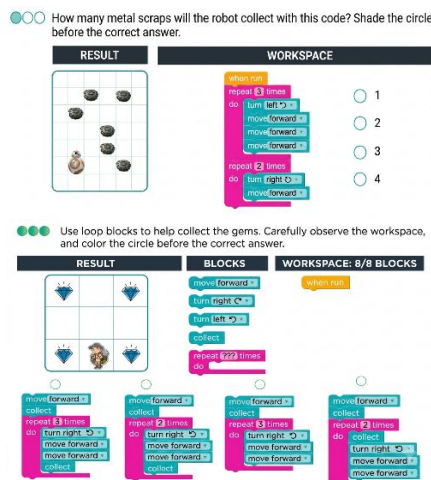 How many metal scraps will the robot collect with this code? Shade the circle
before the correct answer.
RESULT
WORKSPACE
when run
repeat 3 times
do turn left
move forward
move forward
move forward
repeat 2 times
do turn right
move forward
1
2
3
4
Use loop blocks to help collect the gems. Carefully observe the workspace,
and color the circle before the correct answer.
RESULT
BLOCKS
WORKSPACE: 8/8 BLOCKS
move forward
turn right
turn left
collect
repeat ??? times
do
when run
move forward
collect
repeat 3 times
do turn right
move forward
move forward
collect
move forward
collect
repeat 2 times
do turn right
move forward
move forward
collect
move forward
collect
repeat 3 times
do turn right
move forward
move forward
move forward
collect
repeat 2 times
do collect
turn right
move forward
move forward